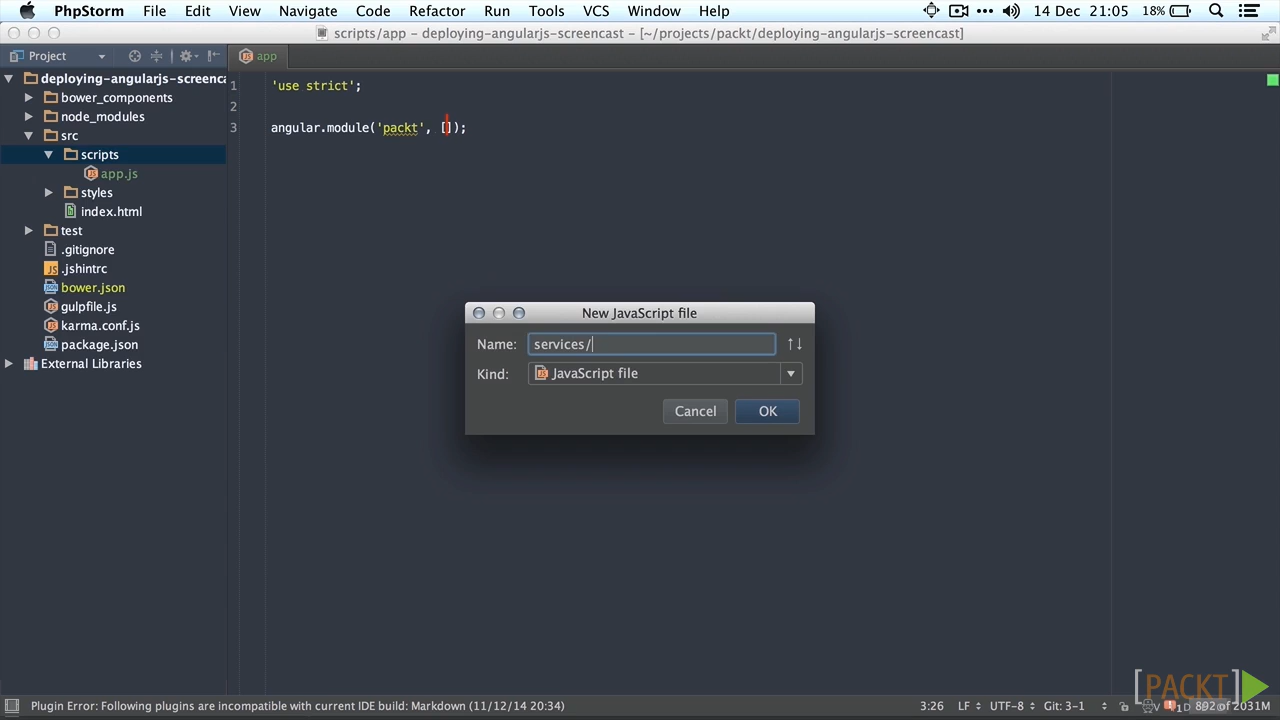 PhpStorm File Edit View Navigate Code Refactor Run Tools VCS Window Help 14 Dec 21:05 18%
scripts/app - deploying-angularjs-screencast - [~/projects/packt/deploying-angularjs-screencast]
Project
app
deploying-angularjs-screenca
bower_components
node_modules
src
scripts
app.js
styles
index.html
test
.gitignore
.jshintrc
bower.json
gulpfile.js
karma.conf.js
package.json
External Libraries
1 'use strict';
2
3 angular.module('packt', []);
New JavaScript file
Name: services/
Kind: JavaScript file
Cancel OK
[PACKT]
Plugin Error: Following plugins are incompatible with current IDE build: Markdown (11/12/14 20:34) 3:26 LF UTF-8 Git: 3-1 892 of 2031M